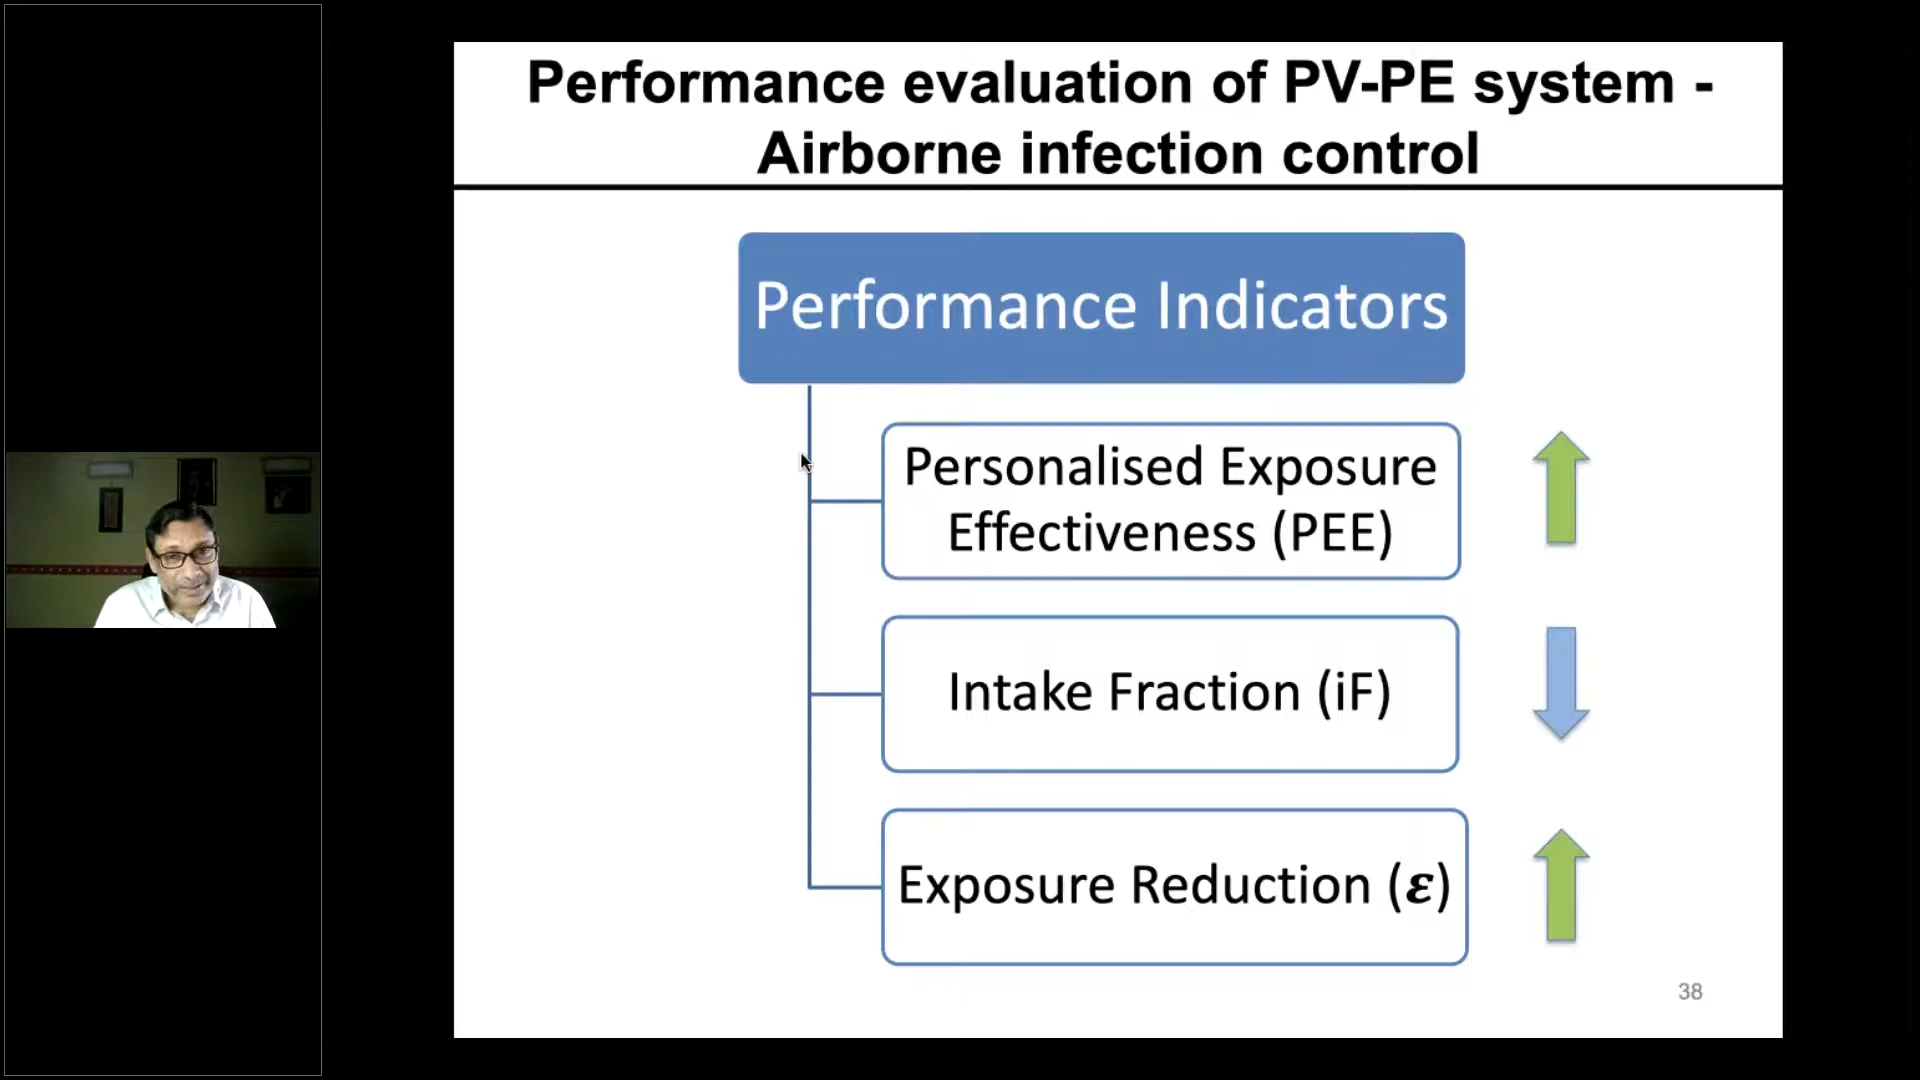 Performance evaluation of PV-PE system -
Airborne infection control
Performance Indicators
Personalised Exposure
Effectiveness (PEE)
Intake Fraction (iF)
Exposure Reduction (ε)
38